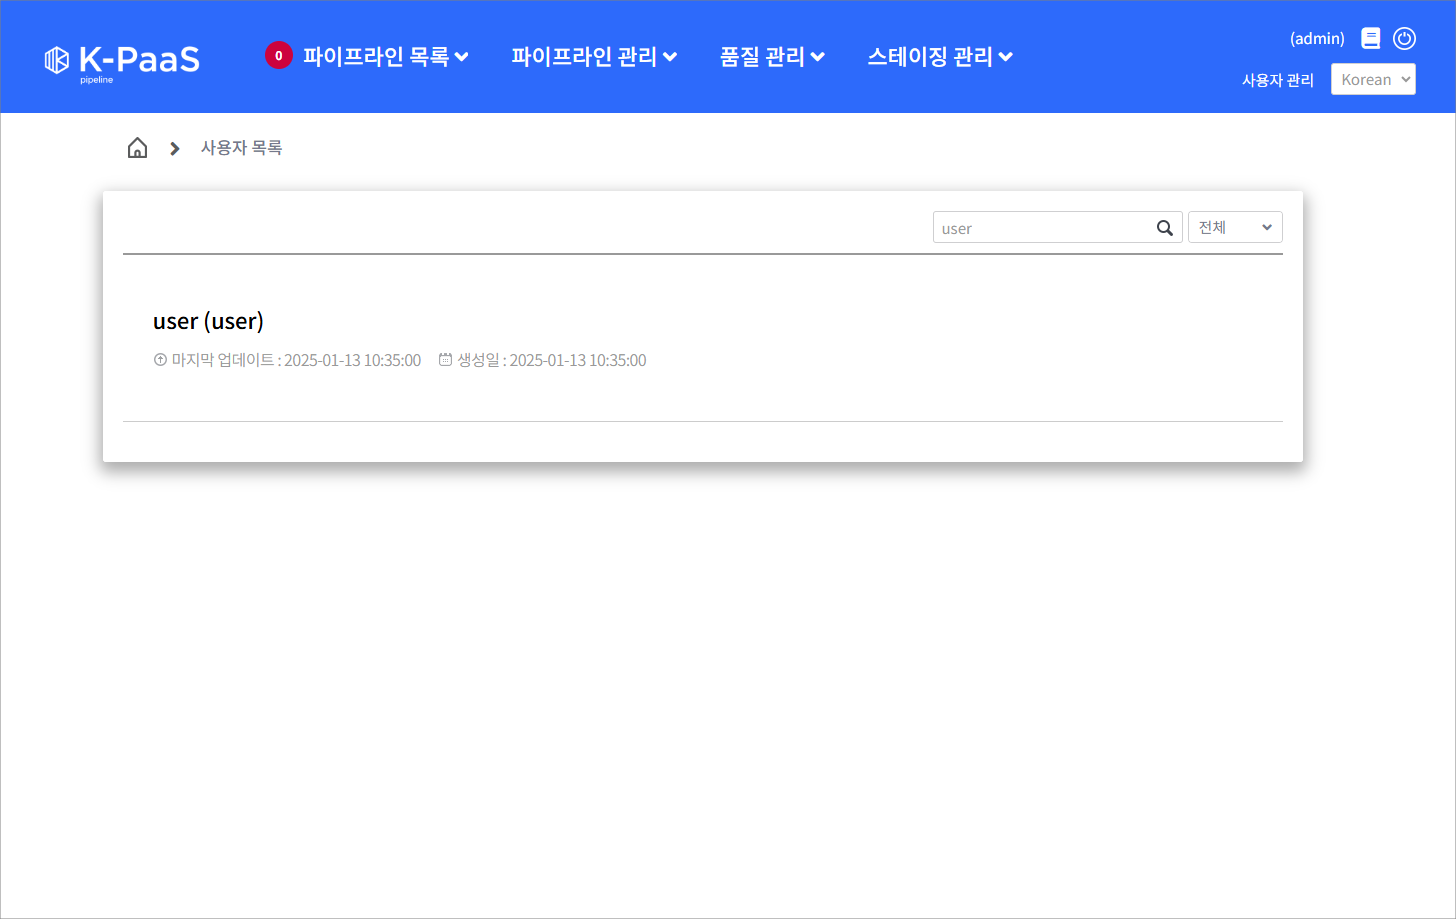 K-PaaS
pipeline
0 파이프라인 목록
파이프라인 관리
품질 관리
스테이징 관리
(admin)
사용자 관리
Korean
사용자 목록
user
전체
user (user)
마지막 업데이트 : 2025-01-13 10:35:00 생성일 : 2025-01-13 10:35:00